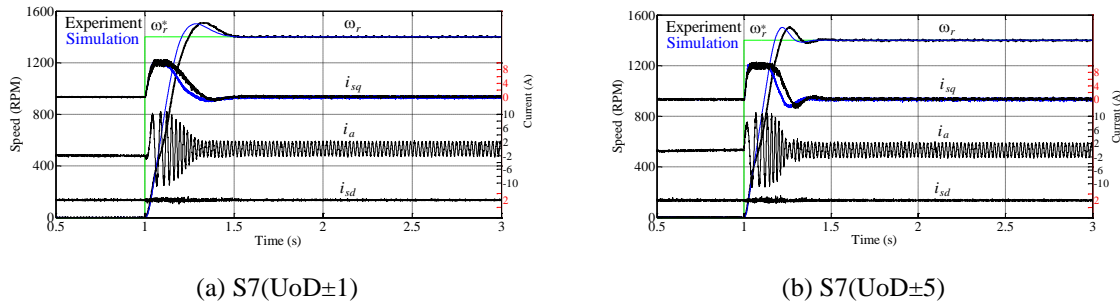 1600
Experiment
Simulation
ω*r
ωr
1200
isq
800
ia
400
isd
0
0.5 1 1.5 2 2.5 3
Time (s)
Speed (RPM)
8
4
0
10
6
2
-2
-6
-10
2
Current (A)
(a) S7(UoD±1)
1600
Experiment
Simulation
ω*r
ωr
1200
isq
800
ia
400
isd
0
0.5 1 1.5 2 2.5 3
Time (s)
Speed (RPM)
8
4
0
10
6
2
-2
-6
-10
2
Current (A)
(b) S7(UoD±5)